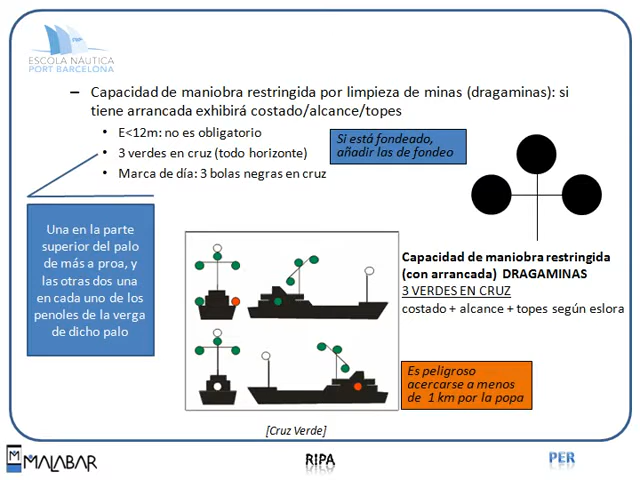 PER
ESCOLA NÀUTICA
PORT BARCELONA
– Capacidad de maniobra restringida por limpieza de minas (dragaminas): si
tiene arrancada exhibirá costado/alcance/topes
• E<12m: no es obligatorio
• 3 verdes en cruz (todo horizonte)
• Marca de día: 3 bolas negras en cruz
Si está fondeado,
añadir las de fondeo
Una en la parte
superior del palo
de más a proa, y
las otras dos una
en cada uno de los
penoles de la verga
de dicho palo
Capacidad de maniobra restringida
(con arrancada) DRAGAMINAS
3 VERDES EN CRUZ
costado + alcance + topes según eslora
Es peligroso
acercarse a menos
de 1 km por la popa
[Cruz Verde]
MALABAR
RIPA
PER